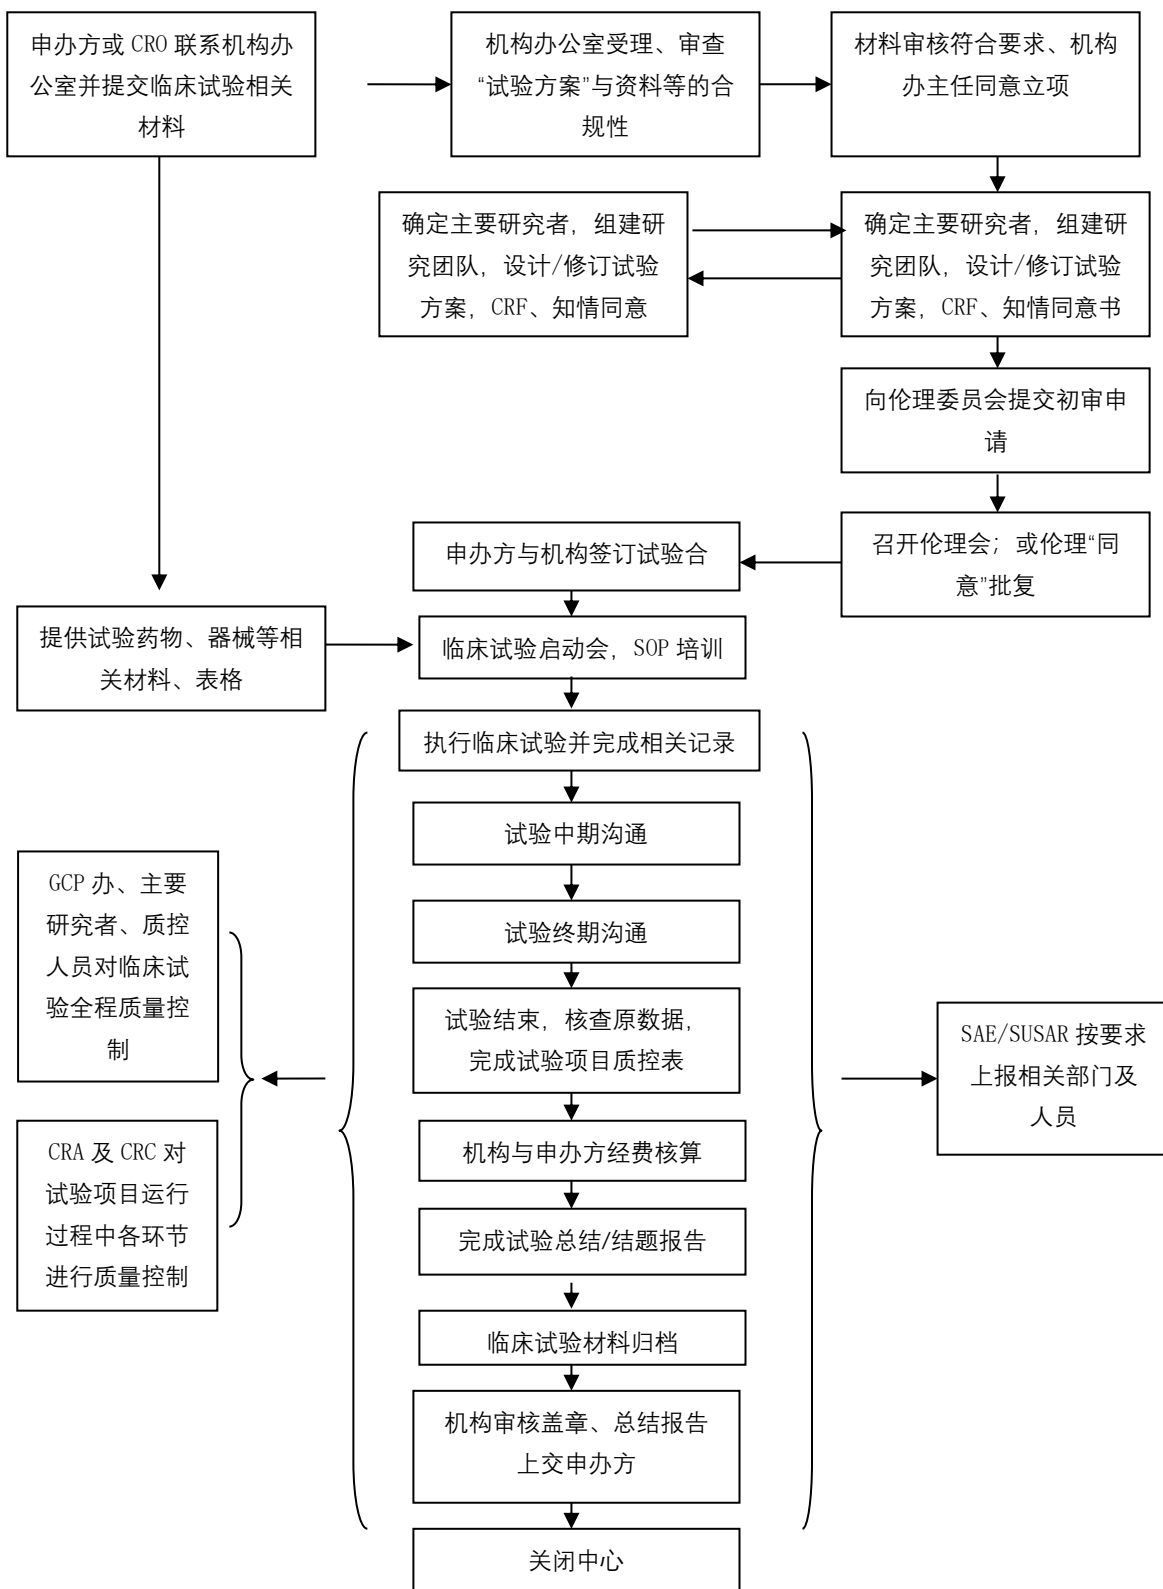 申办方或 CRO 联系机构办
公室并提交临床试验相关
材料
机构办公室受理、审查
“试验方案”与资料等的合
规性
材料审核符合要求、机构
办主任同意立项
确定主要研究者，组建研
究团队，设计/修订试验
方案，CRF、知情同意
确定主要研究者，组建研
究团队，设计/修订试验
方案，CRF、知情同意书
向伦理委员会提交初审申
请
召开伦理会；或伦理“同
意”批复
申办方与机构签订试验合
提供试验药物、器械等相
关材料、表格
临床试验启动会，SOP 培训
执行临床试验并完成相关记录
试验中期沟通
试验终期沟通
试验结束，核查原数据，
完成试验项目质控表
机构与申办方经费核算
完成试验总结/结题报告
临床试验材料归档
机构审核盖章、总结报告
上交申办方
关闭中心
GCP 办、主要
研究者、质控
人员对临床试
验全程质量控
制
CRA 及 CRC 对
试验项目运行
过程中各环节
进行质量控制
SAE/SUSAR 按要求
上报相关部门及
人员